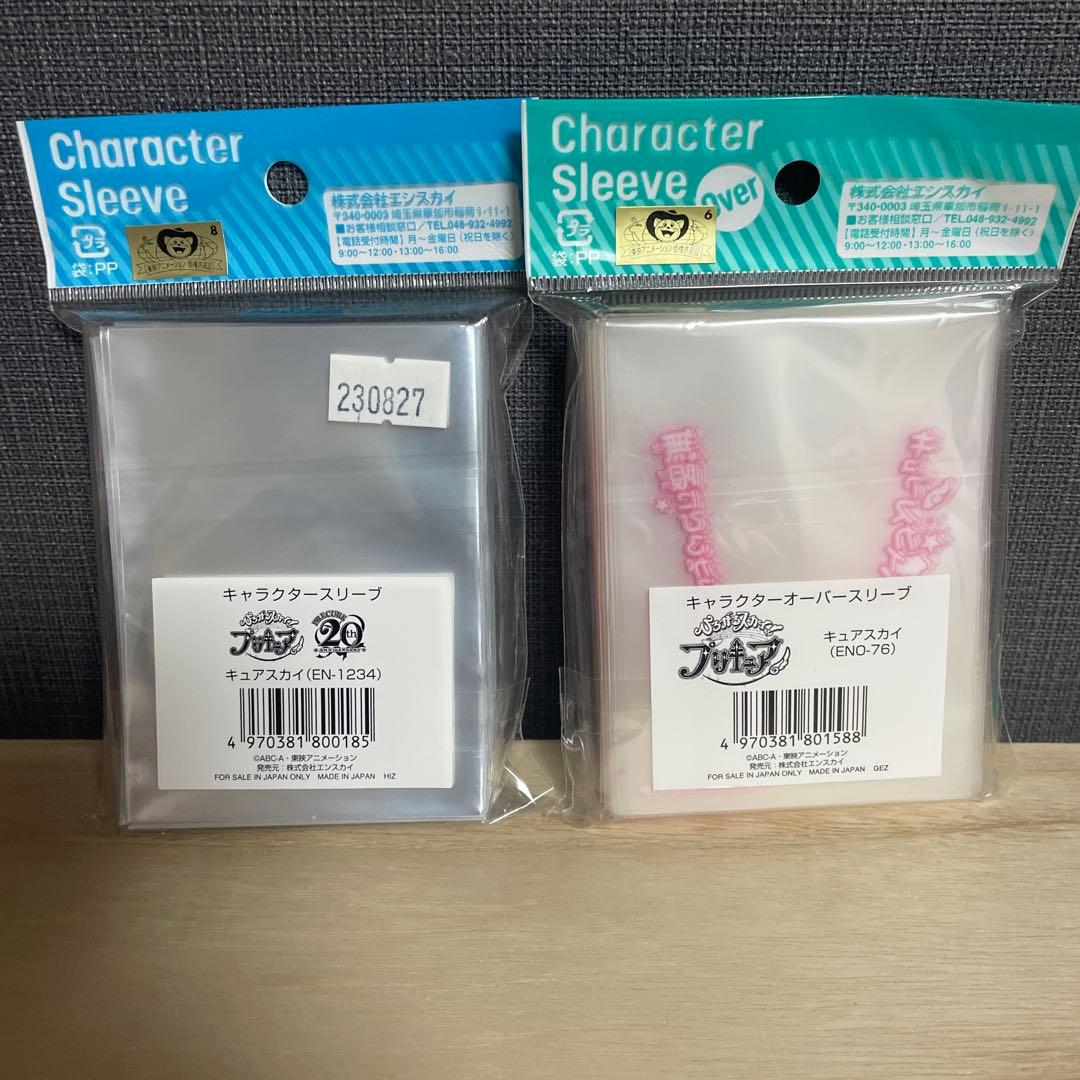 Character
Sleeve
株式会社エンスカイ
〒340-0003 埼玉県草加市稲荷1-11-1
■お客様相談窓口/TEL.048-932-4992
【電話受付時間】月〜金曜日(祝日を除く)
9:00〜12:00・13:00〜16:00
プラ
袋:PP
8
230827
キャラクタースリーブ
ひろがるスカイ!
プリキュア
PRECURE
20th
ANNIVERSARY
キュアスカイ(EN-1234)
4 970381 800185
©ABC-A・東映アニメーション
発売元:株式会社エンスカイ
FOR SALE IN JAPAN ONLY MADE IN JAPAN HIZ
Character
Sleeve
Over
株式会社エンスカイ
〒340-0003 埼玉県草加市稲荷1-11-1
■お客様相談窓口/TEL.048-932-4992
【電話受付時間】月〜金曜日(祝日を除く)
9:00〜12:00・13:00〜16:00
プラ
袋:PP
6
キャラクターオーバースリーブ
ひろがるスカイ!
プリキュア
キュアスカイ
(ENO-76)
4 970381 801588
©ABC-A・東映アニメーション
発売元:株式会社エンスカイ
FOR SALE IN JAPAN ONLY MADE IN JAPAN GEZ